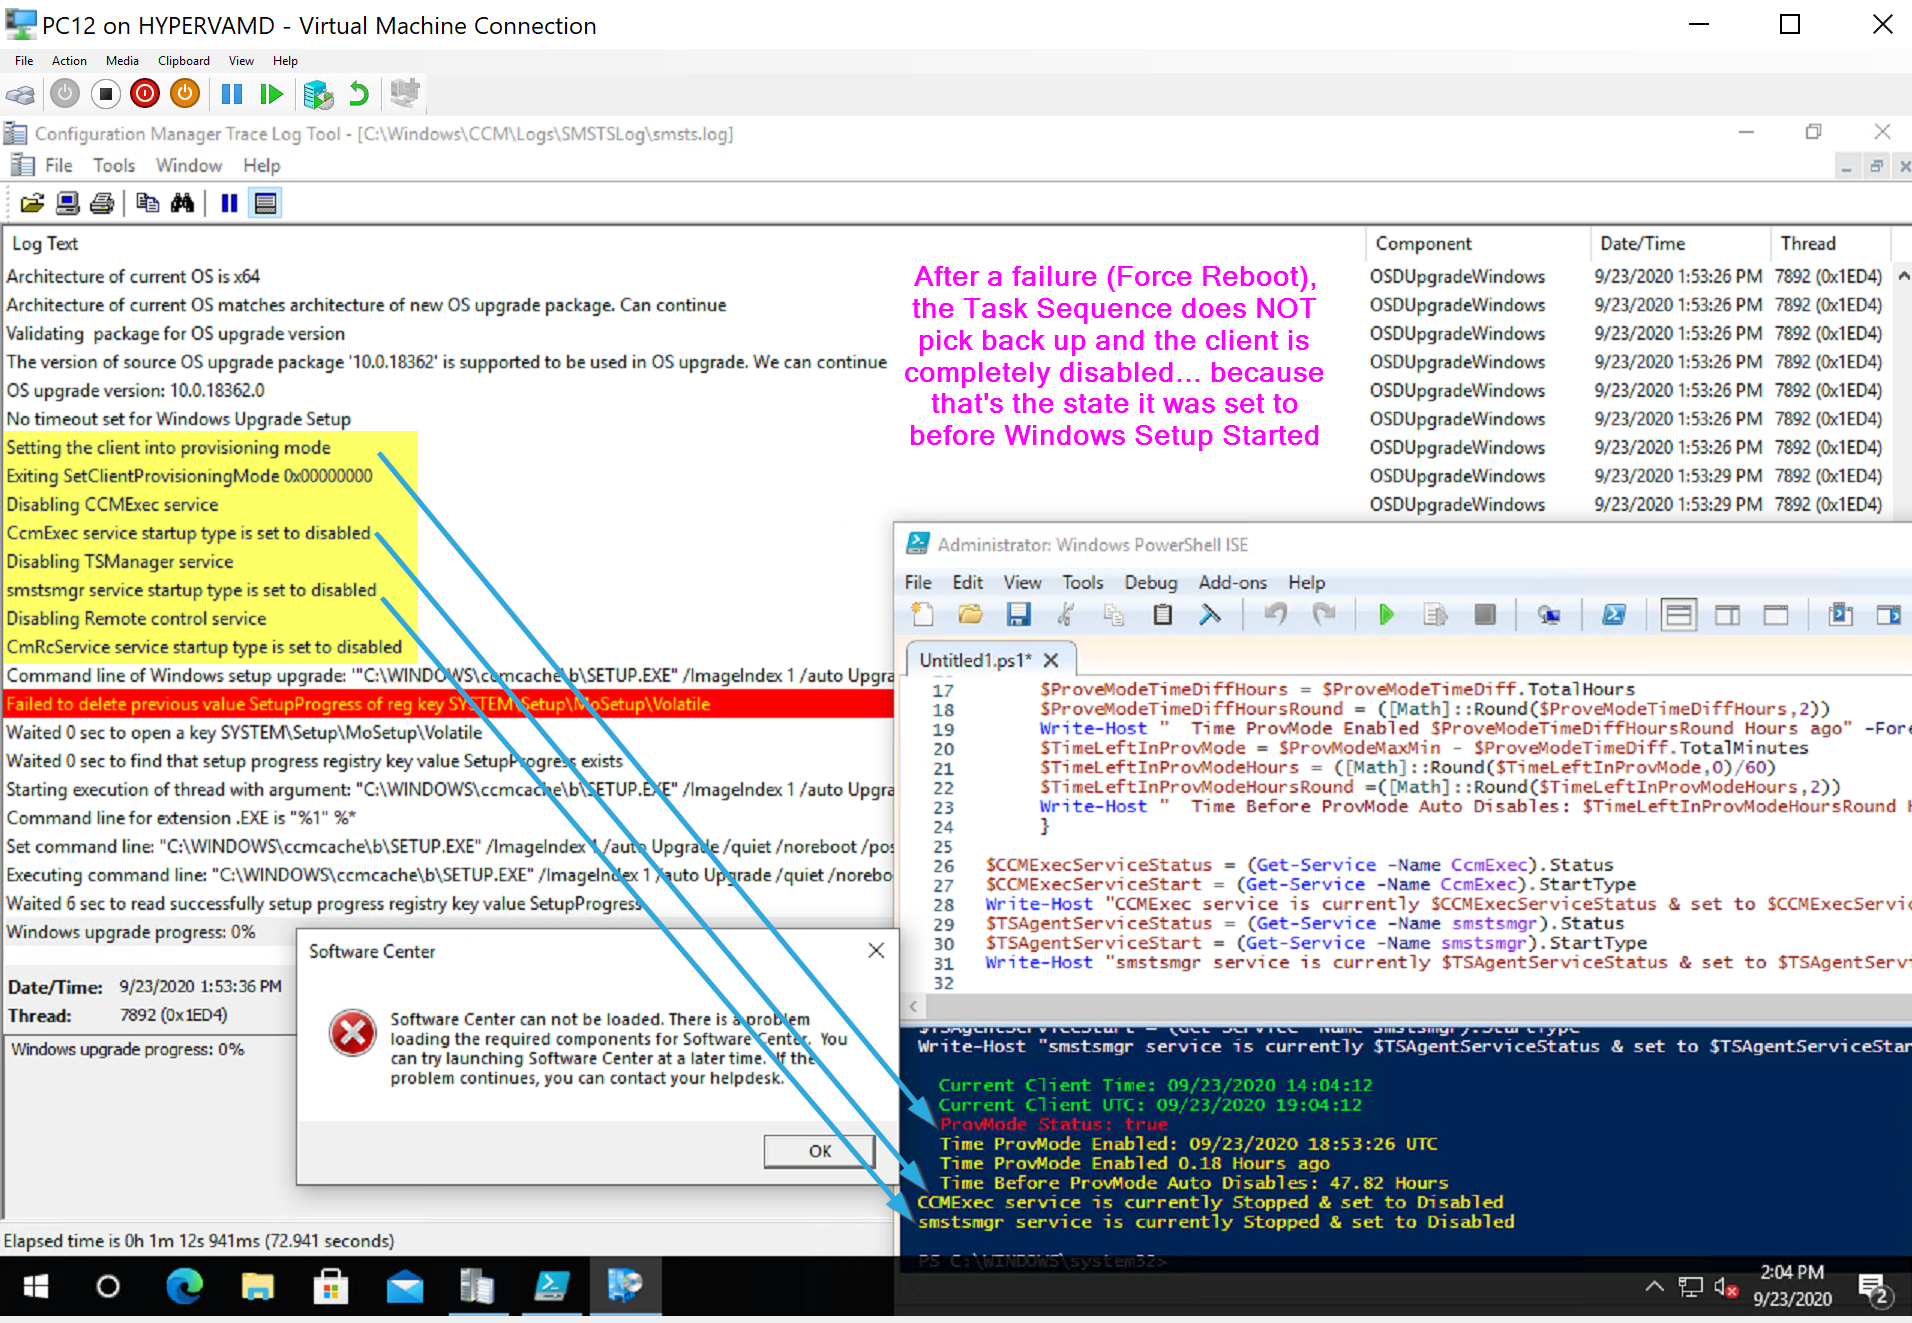 PC12 on HYPERVAMD - Virtual Machine Connection
File Action Media Clipboard View Help
Configuration Manager Trace Log Tool - [C:\Windows\CCM\Logs\SMSTSLog\smsts.log]
File Tools Window Help
Log Text Component Date/Time Thread
Architecture of current OS is x64 OSDUpgradeWindows 9/23/2020 1:53:26 PM 7892 (0x1ED4)
Architecture of current OS matches architecture of new OS upgrade package. Can continue OSDUpgradeWindows 9/23/2020 1:53:26 PM 7892 (0x1ED4)
Validating  package for OS upgrade version OSDUpgradeWindows 9/23/2020 1:53:26 PM 7892 (0x1ED4)
The version of source OS upgrade package '10.0.18362' is supported to be used in OS upgrade. We can continue OSDUpgradeWindows 9/23/2020 1:53:26 PM 7892 (0x1ED4)
OS upgrade version: 10.0.18362.0 OSDUpgradeWindows 9/23/2020 1:53:26 PM 7892 (0x1ED4)
No timeout set for Windows Upgrade Setup OSDUpgradeWindows 9/23/2020 1:53:26 PM 7892 (0x1ED4)
Setting the client into provisioning mode OSDUpgradeWindows 9/23/2020 1:53:26 PM 7892 (0x1ED4)
Exiting SetClientProvisioningMode 0x00000000 OSDUpgradeWindows 9/23/2020 1:53:29 PM 7892 (0x1ED4)
Disabling CCMExec service OSDUpgradeWindows 9/23/2020 1:53:29 PM 7892 (0x1ED4)
CcmExec service startup type is set to disabled
Disabling TSManager service
smstsmgr service startup type is set to disabled
Disabling Remote control service
CmRcService service startup type is set to disabled
Command line of Windows setup upgrade: '"C:\WINDOWS\ccmcache\b\SETUP.EXE" /ImageIndex 1 /auto Upgra
Failed to delete previous value SetupProgress of reg key SYSTEM\Setup\MoSetup\Volatile
Waited 0 sec to open a key SYSTEM\Setup\MoSetup\Volatile
Waited 0 sec to find that setup progress registry key value SetupProgress exists
Starting execution of thread with argument: "C:\WINDOWS\ccmcache\b\SETUP.EXE" /ImageIndex 1 /auto Upgra
Command line for extension .EXE is "%1" %*
Set command line: "C:\WINDOWS\ccmcache\b\SETUP.EXE" /ImageIndex 1 /auto Upgrade /quiet /noreboot /pos
Executing command line: "C:\WINDOWS\ccmcache\b\SETUP.EXE" /ImageIndex 1 /auto Upgrade /quiet /norebo
Waited 6 sec to read successfully setup progress registry key value SetupProgress
Windows upgrade progress: 0%
Date/Time: 9/23/2020 1:53:36 PM
Thread: 7892 (0x1ED4)
Windows upgrade progress: 0%
Elapsed time is 0h 1m 12s 941ms (72.941 seconds)
After a failure (Force Reboot),
the Task Sequence does NOT
pick back up and the client is
completely disabled... because
that's the state it was set to
before Windows Setup Started
Software Center
Software Center can not be loaded. There is a problem
loading the required components for Software Center. You
can try launching Software Center at a later time. If the
problem continues, you can contact your helpdesk.
OK
Administrator: Windows PowerShell ISE
File Edit View Tools Debug Add-ons Help
Untitled1.ps1*
17 $ProveModeTimeDiffHours = $ProveModeTimeDiff.TotalHours
18 $ProveModeTimeDiffHoursRound = ([Math]::Round($ProveModeTimeDiffHours,2))
19 Write-Host "  Time ProvMode Enabled $ProveModeTimeDiffHoursRound Hours ago" -Fore
20 $TimeLeftInProvMode = $ProvModeMaxMin - $ProveModeTimeDiff.TotalMinutes
21 $TimeLeftInProvModeHours = ([Math]::Round($TimeLeftInProvMode,0)/60)
22 $TimeLeftInProvModeHoursRound =([Math]::Round($TimeLeftInProvModeHours,2))
23 Write-Host "  Time Before ProvMode Auto Disables: $TimeLeftInProvModeHoursRound H
24 }
25
26 $CCMExecServiceStatus = (Get-Service -Name CcmExec).Status
27 $CCMExecServiceStart = (Get-Service -Name CcmExec).StartType
28 Write-Host "CCMExec service is currently $CCMExecServiceStatus & set to $CCMExecServic
29 $TSAgentServiceStatus = (Get-Service -Name smstsmgr).Status
30 $TSAgentServiceStart = (Get-Service -Name smstsmgr).StartType
31 Write-Host "smstsmgr service is currently $TSAgentServiceStatus & set to $TSAgentServi
32
$TSAgentServiceStart = (Get-Service -Name smstsmgr).StartType
Write-Host "smstsmgr service is currently $TSAgentServiceStatus & set to $TSAgentServiceStar
Current Client Time: 09/23/2020 14:04:12
Current Client UTC: 09/23/2020 19:04:12
ProvMode Status: true
Time ProvMode Enabled: 09/23/2020 18:53:26 UTC
Time ProvMode Enabled 0.18 Hours ago
Time Before ProvMode Auto Disables: 47.82 Hours
CCMExec service is currently Stopped & set to Disabled
smstsmgr service is currently Stopped & set to Disabled
PS C:\WINDOWS\system32>
2:04 PM
9/23/2020
2